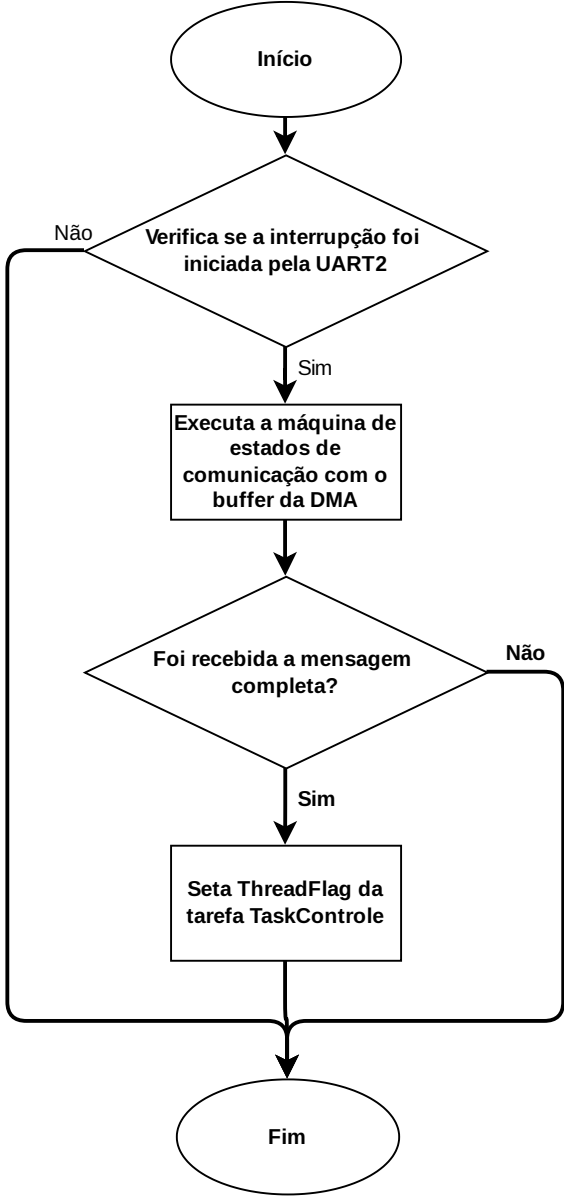 Início
Não
Verifica se a interrupção foi
iniciada pela UART2
Sim
Executa a máquina de
estados de
comunicação com o
buffer da DMA
Foi recebida a mensagem
completa?
Não
Sim
Seta ThreadFlag da
tarefa TaskControle
Fim